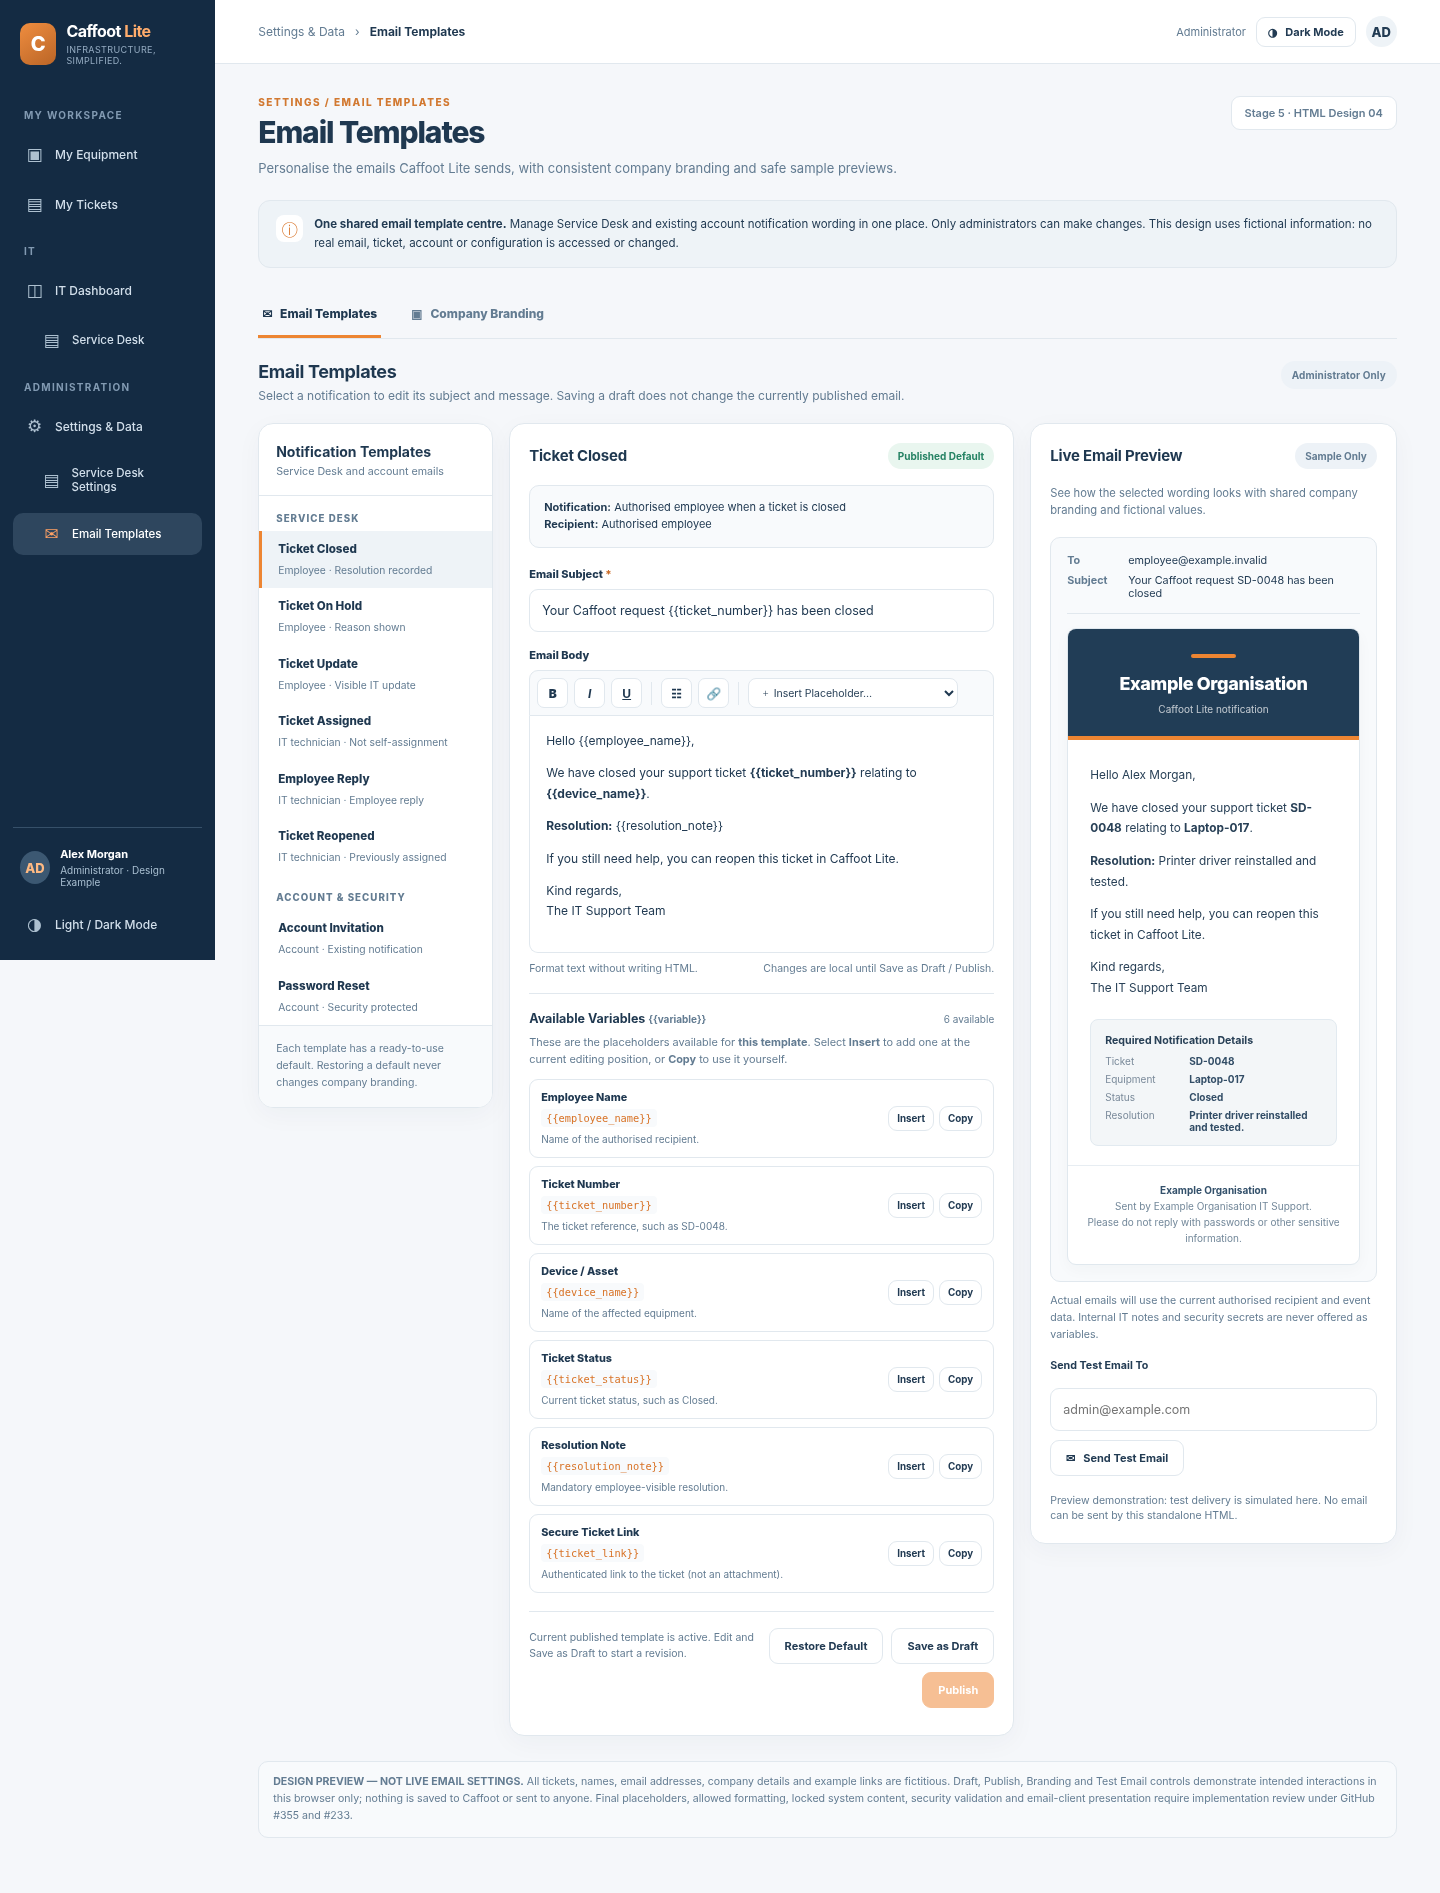 C
Caffoot Lite
INFRASTRUCTURE,
SIMPLIFIED.
MY WORKSPACE
My Equipment
My Tickets
IT
IT Dashboard
Service Desk
ADMINISTRATION
Settings & Data
Service Desk
Settings
Email Templates
AD
Alex Morgan
Administrator · Design
Example
Light / Dark Mode
Settings & Data › Email Templates
Administrator
Dark Mode
AD
SETTINGS / EMAIL TEMPLATES
Email Templates
Personalise the emails Caffoot Lite sends, with consistent company branding and safe sample previews.
Stage 5 · HTML Design 04
One shared email template centre. Manage Service Desk and existing account notification wording in one place. Only administrators can make changes. This design uses fictional information: no
real email, ticket, account or configuration is accessed or changed.
Email Templates
Company Branding
Email Templates
Select a notification to edit its subject and message. Saving a draft does not change the currently published email.
Administrator Only
Notification Templates
Service Desk and account emails
SERVICE DESK
Ticket Closed
Employee · Resolution recorded
Ticket On Hold
Employee · Reason shown
Ticket Update
Employee · Visible IT update
Ticket Assigned
IT technician · Not self-assignment
Employee Reply
IT technician · Employee reply
Ticket Reopened
IT technician · Previously assigned
ACCOUNT & SECURITY
Account Invitation
Account · Existing notification
Password Reset
Account · Security protected
Each template has a ready-to-use
default. Restoring a default never
changes company branding.
Ticket Closed
Published Default
Notification: Authorised employee when a ticket is closed
Recipient: Authorised employee
Email Subject *
Your Caffoot request {{ticket_number}} has been closed
Email Body
B
I
U
+ Insert Placeholder...
Hello {{employee_name}},
We have closed your support ticket {{ticket_number}} relating to
{{device_name}}.
Resolution: {{resolution_note}}
If you still need help, you can reopen this ticket in Caffoot Lite.
Kind regards,
The IT Support Team
Format text without writing HTML.
Changes are local until Save as Draft / Publish.
Available Variables {{variable}}
6 available
These are the placeholders available for this template. Select Insert to add one at the
current editing position, or Copy to use it yourself.
Employee Name
{{employee_name}}
Name of the authorised recipient.
Insert
Copy
Ticket Number
{{ticket_number}}
The ticket reference, such as SD-0048.
Insert
Copy
Device / Asset
{{device_name}}
Name of the affected equipment.
Insert
Copy
Ticket Status
{{ticket_status}}
Current ticket status, such as Closed.
Insert
Copy
Resolution Note
{{resolution_note}}
Mandatory employee-visible resolution.
Insert
Copy
Secure Ticket Link
{{ticket_link}}
Authenticated link to the ticket (not an attachment).
Insert
Copy
Current published template is active. Edit and
Save as Draft to start a revision.
Restore Default
Save as Draft
Publish
Live Email Preview
Sample Only
See how the selected wording looks with shared company
branding and fictional values.
To employee@example.invalid
Subject Your Caffoot request SD-0048 has been
closed
Example Organisation
Caffoot Lite notification
Hello Alex Morgan,
We have closed your support ticket SD-
0048 relating to Laptop-017.
Resolution: Printer driver reinstalled and
tested.
If you still need help, you can reopen this
ticket in Caffoot Lite.
Kind regards,
The IT Support Team
Required Notification Details
Ticket SD-0048
Equipment Laptop-017
Status Closed
Resolution Printer driver reinstalled
and tested.
Example Organisation
Sent by Example Organisation IT Support.
Please do not reply with passwords or other sensitive
information.
Actual emails will use the current authorised recipient and event
data. Internal IT notes and security secrets are never offered as
variables.
Send Test Email To
admin@example.com
Send Test Email
Preview demonstration: test delivery is simulated here. No email
can be sent by this standalone HTML.
DESIGN PREVIEW — NOT LIVE EMAIL SETTINGS. All tickets, names, email addresses, company details and example links are fictitious. Draft, Publish, Branding and Test Email controls demonstrate intended interactions in
this browser only; nothing is saved to Caffoot or sent to anyone. Final placeholders, allowed formatting, locked system content, security validation and email-client presentation require implementation review under GitHub
#355 and #233.